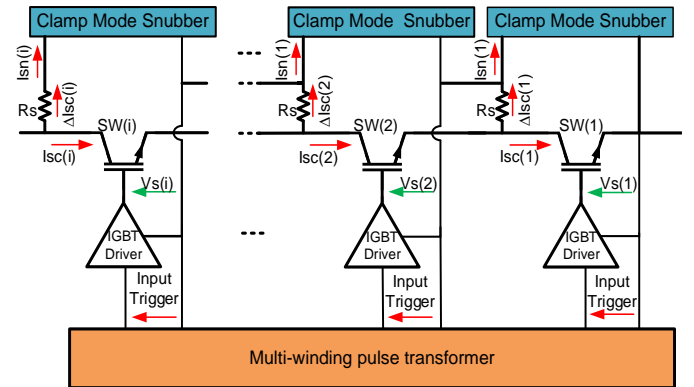 Clamp Mode Snubber
Clamp Mode Snubber
Clamp Mode Snubber
Isn(i)
Isn(1)
Isn(1)
Rs
ΔIsc(i)
Rs
ΔIsc(2)
Rs
ΔIsc(1)
SW(i)
SW(2)
SW(1)
Isc(i)
Isc(2)
Isc(1)
Vs(i)
Vs(2)
Vs(1)
IGBT
Driver
IGBT
Driver
IGBT
Driver
Input
Trigger
Input
Trigger
Input
Trigger
Multi-winding pulse transformer